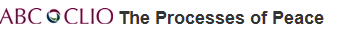 ABC CLIO The Processes of Peace